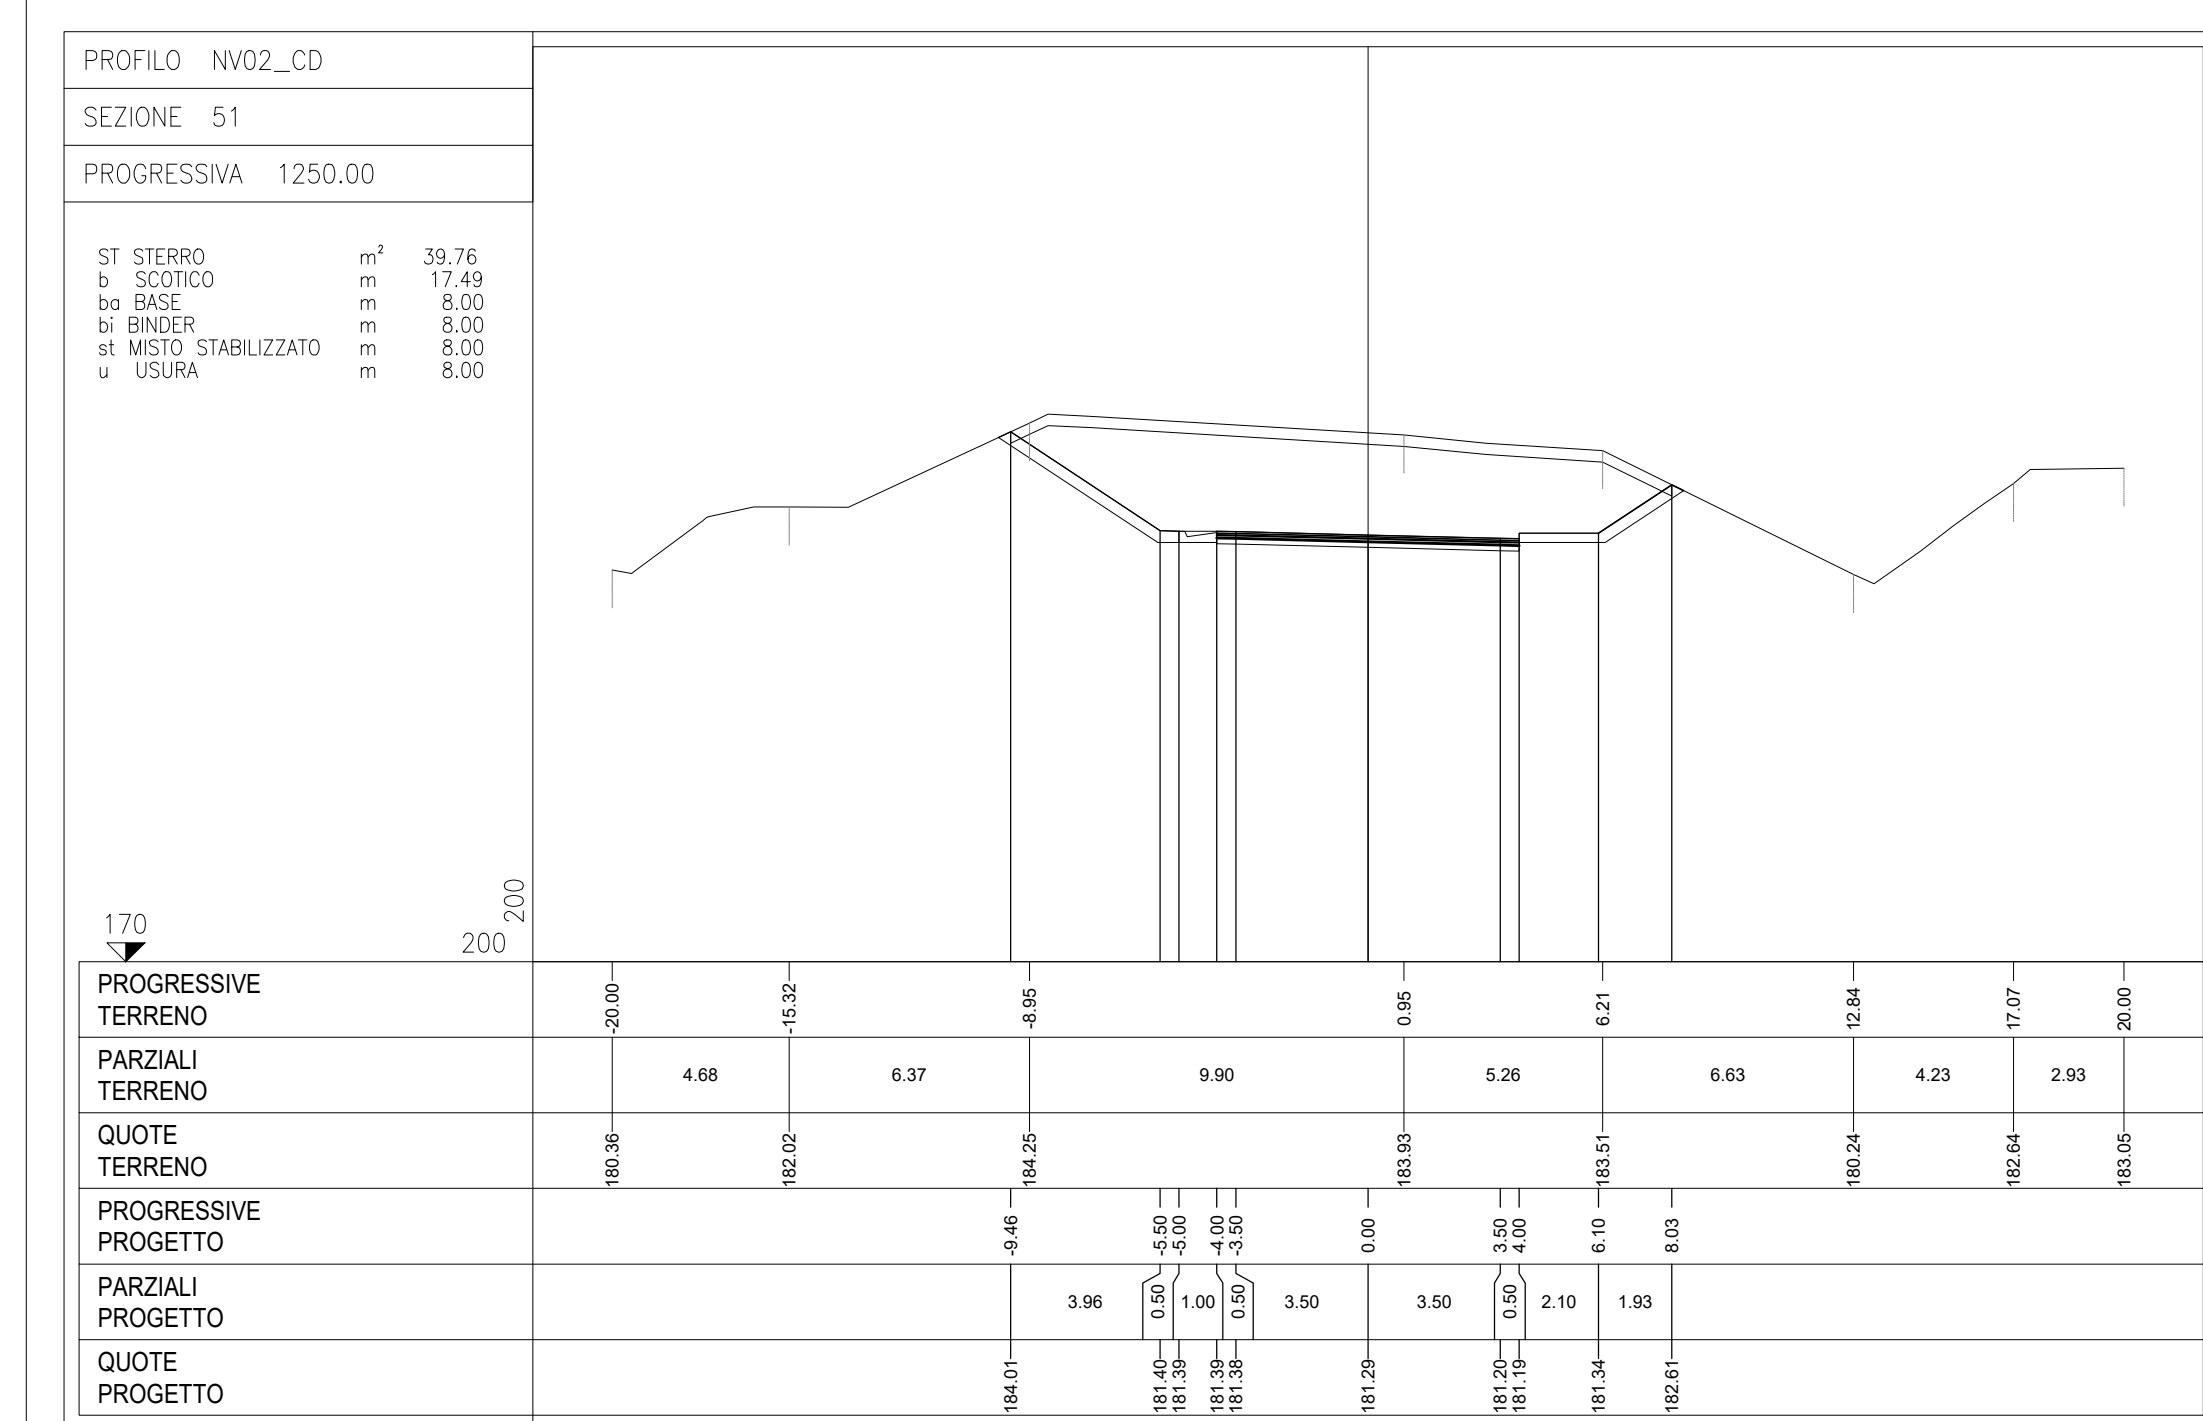 PROFILO NV02_CD
SEZIONE 51
PROGRESSIVA 1250.00
ST STERRO m² 39.76
b SCOTICO m 17.49
ba BASE m 8.00
bi BINDER m 8.00
st MISTO STABILIZZATO m 8.00
u USURA m 8.00
200
170
200
PROGRESSIVE
TERRENO
-20.00 -15.32 -8.95 0.95 6.21 12.84 17.07 20.00
PARZIALI
TERRENO
4.68 6.37 9.90 5.26 6.63 4.23 2.93
QUOTE
TERRENO
180.36 182.02 184.25 183.93 183.51 180.24 182.64 183.05
PROGRESSIVE
PROGETTO
-9.46 -5.50 -5.00 -4.00 -3.50 0.00 3.50 4.00 6.10 8.03
PARZIALI
PROGETTO
3.96 0.50 1.00 0.50 3.50 3.50 0.50 2.10 1.93
QUOTE
PROGETTO
184.01 181.40 181.39 181.39 181.38 181.29 181.20 181.19 181.34 182.61